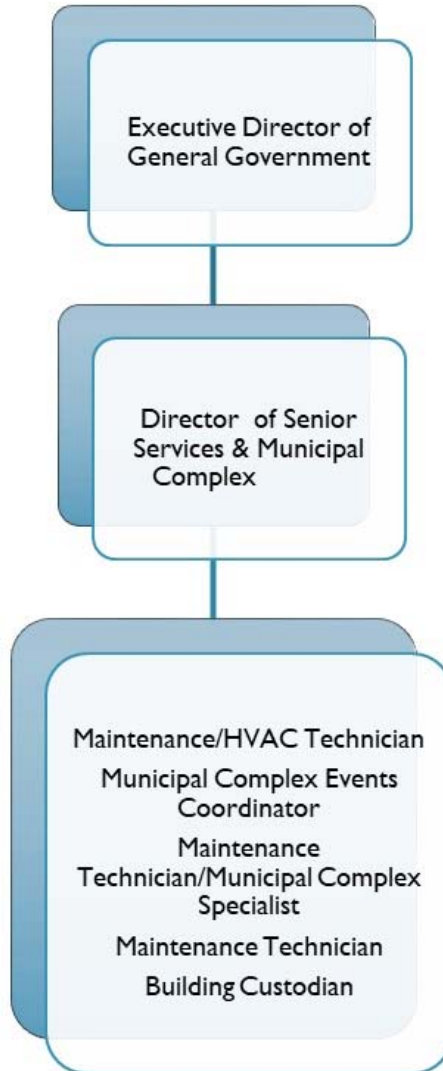 Executive Director of
General Government
Director of Senior
Services & Municipal
Complex
Maintenance/HVAC Technician
Municipal Complex Events
Coordinator
Maintenance
Technician/Municipal Complex
Specialist
Maintenance Technician
Building Custodian